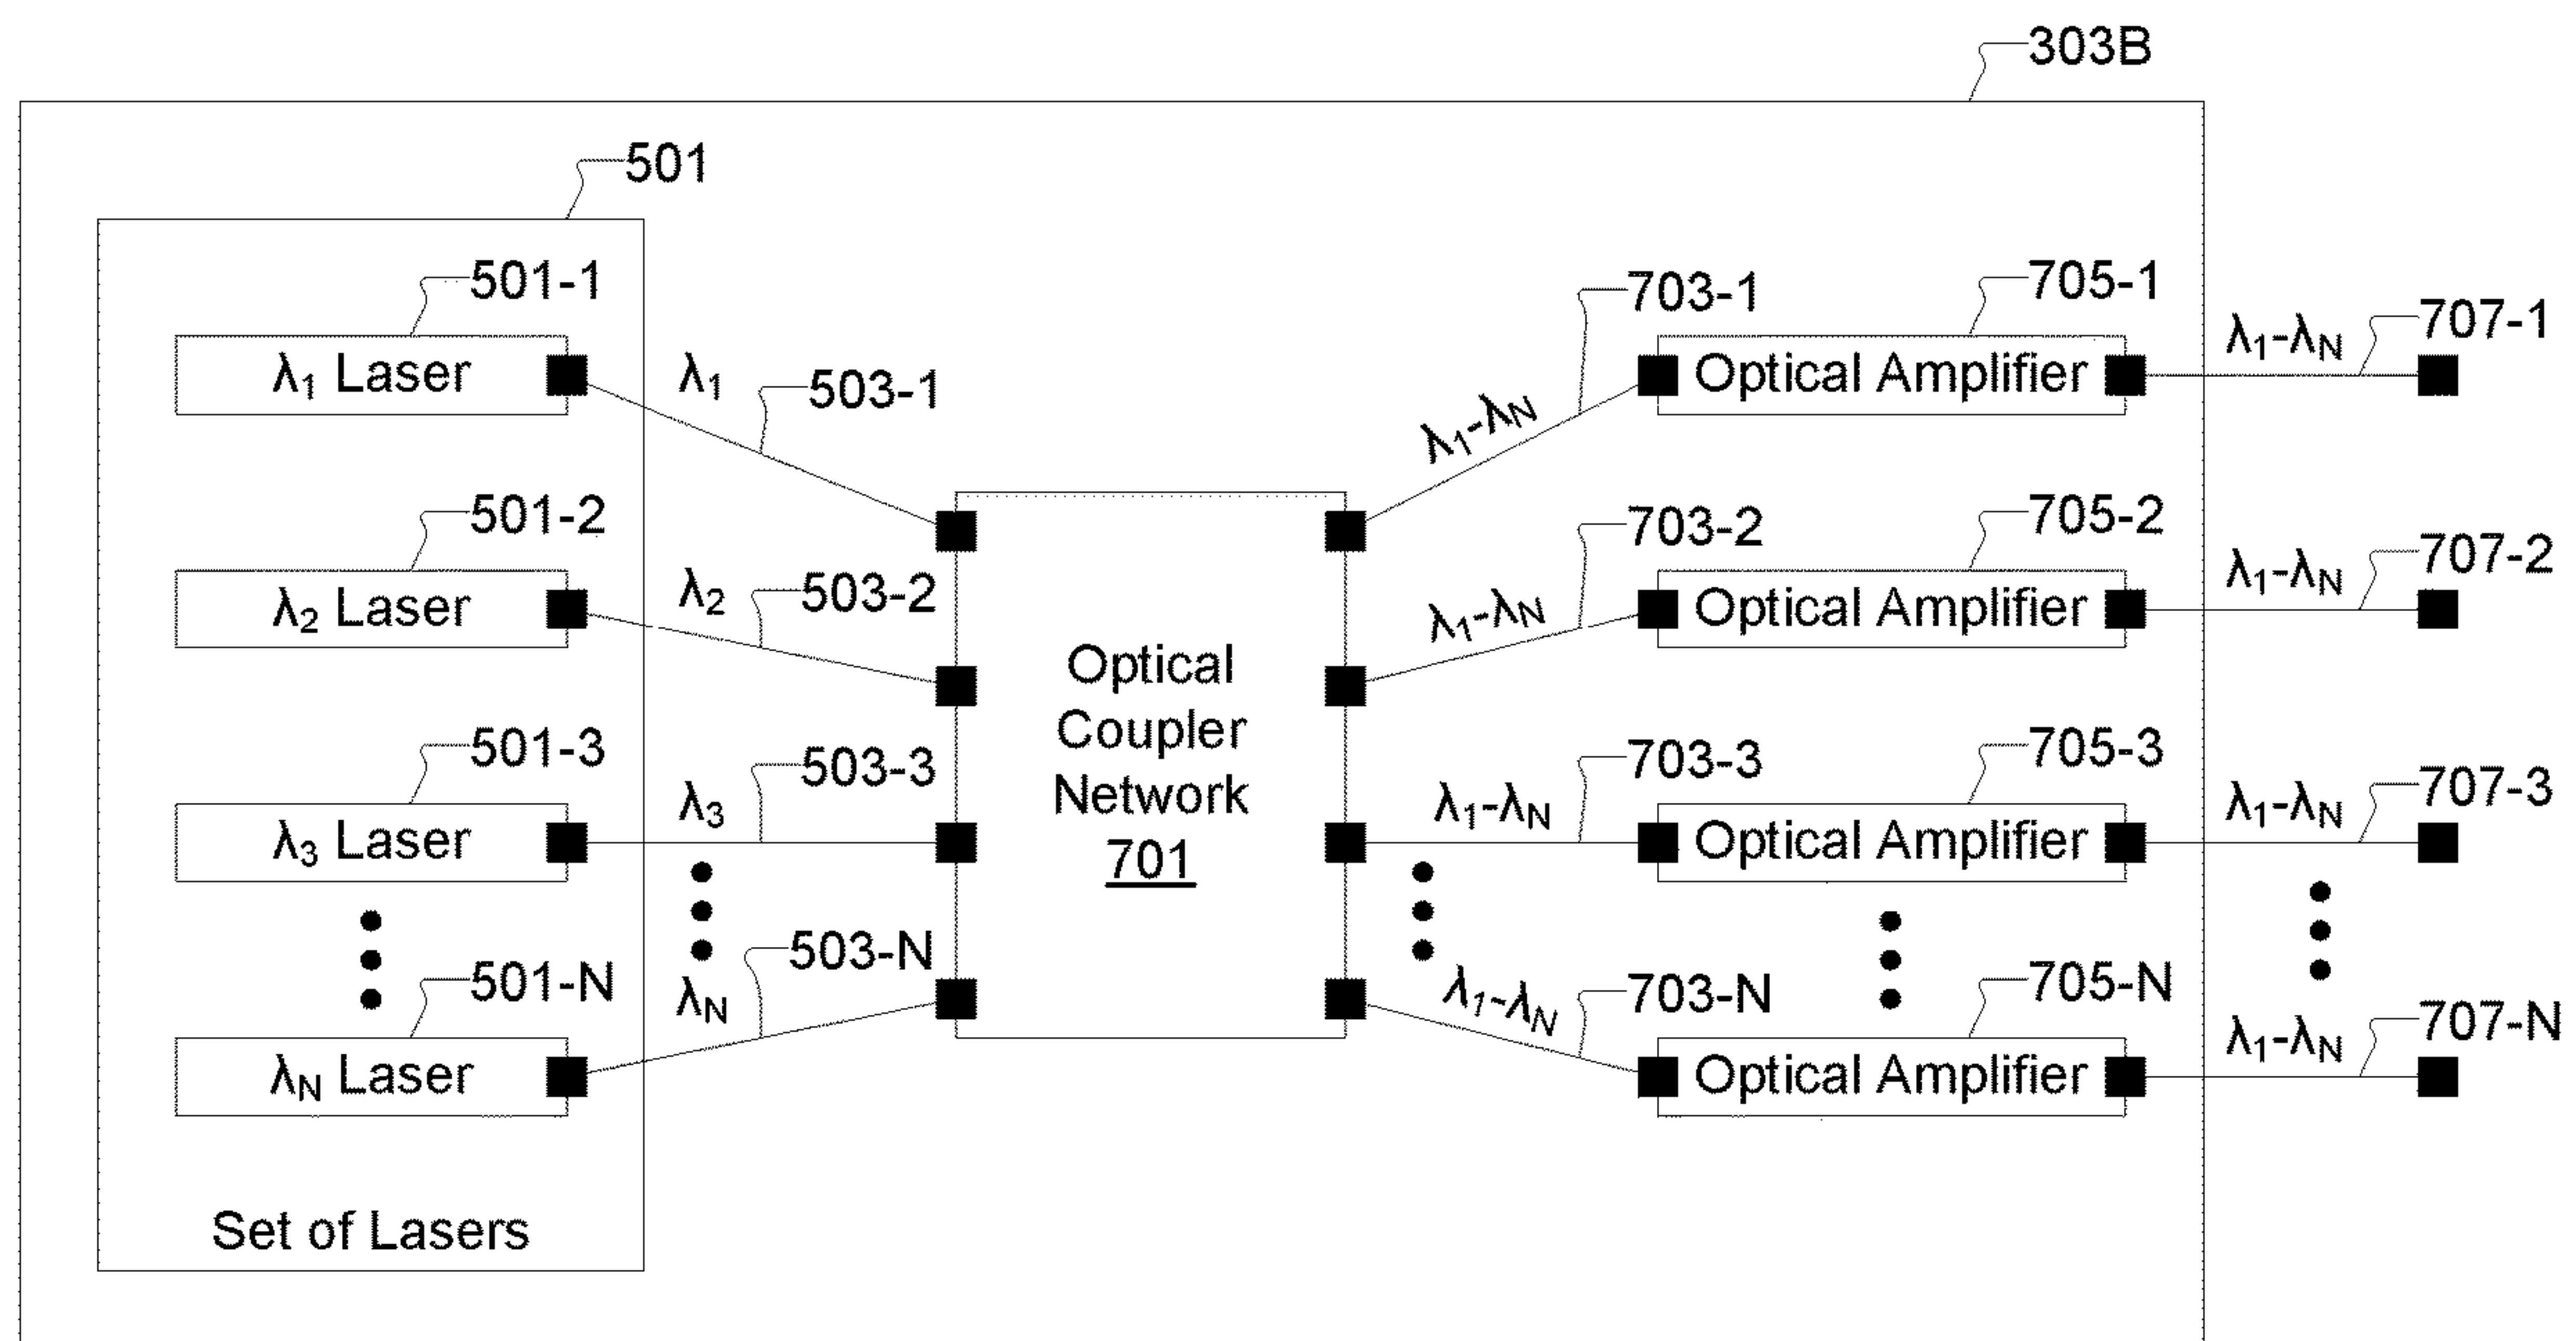 303B
501
501-1
λ1 Laser
λ1
503-1
λ1-λN
703-1
705-1
Optical Amplifier
λ1-λN
707-1
501-2
λ2 Laser
λ2
503-2
λ1-λN
703-2
705-2
Optical Amplifier
λ1-λN
707-2
Optical
Coupler
Network
701
501-3
λ3 Laser
λ3
503-3
λ1-λN
703-3
705-3
Optical Amplifier
λ1-λN
707-3
501-N
λN Laser
λN
503-N
λ1-λN
703-N
705-N
Optical Amplifier
λ1-λN
707-N
Set of Lasers